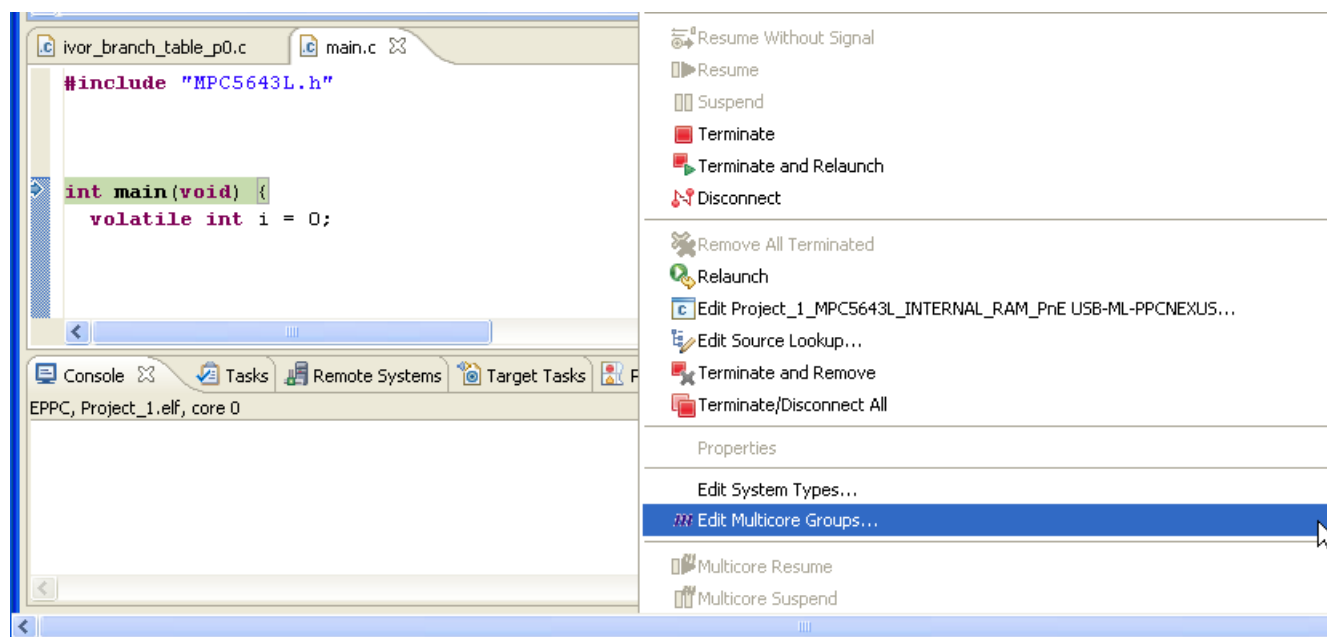 ivor_branch_table_p0.c
main.c
#include "MPC5643L.h"
int main(void) {
volatile int i = 0;
Console
Tasks
Remote Systems
Target Tasks
EPPC, Project_1.elf, core 0
Resume Without Signal
Resume
Suspend
Terminate
Terminate and Relaunch
Disconnect
Remove All Terminated
Relaunch
Edit Project_1_MPC5643L_INTERNAL_RAM_PnE USB-ML-PPCNEXUS...
Edit Source Lookup...
Terminate and Remove
Terminate/Disconnect All
Properties
Edit System Types...
Edit Multicore Groups...
Multicore Resume
Multicore Suspend